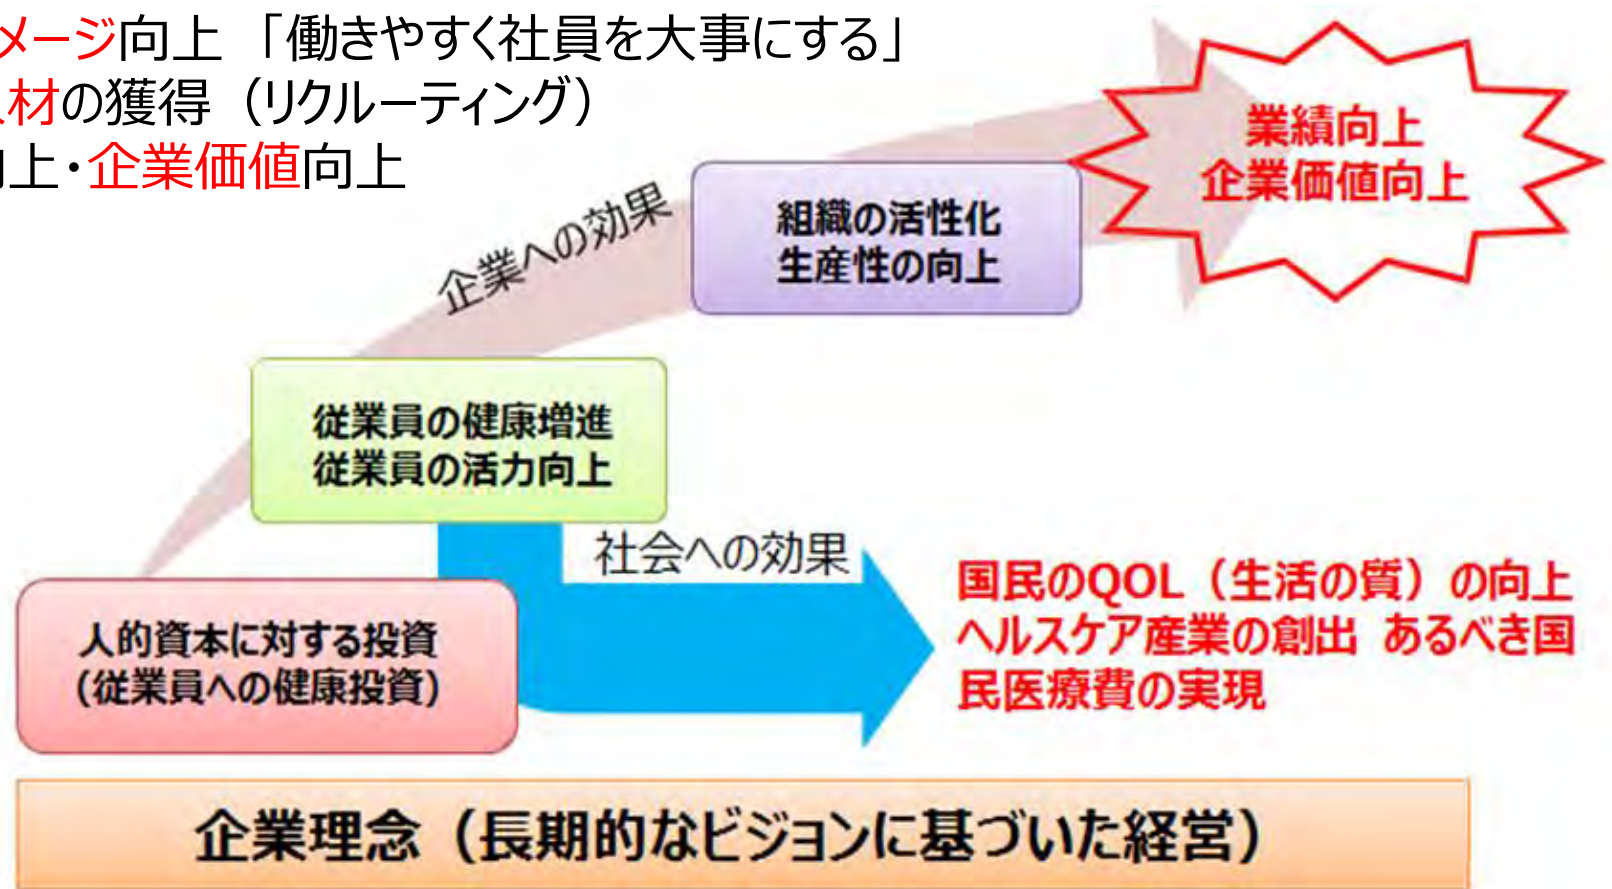 メージ向上 「働きやすく社員を大事にする」
材の獲得（リクルーティング）
上・企業価値向上
業績向上
企業価値向上
企業への効果
組織の活性化
生産性の向上
従業員の健康増進
従業員の活力向上
社会への効果
国民のQOL（生活の質）の向上
ヘルスケア産業の創出 あるべき国
民医療費の実現
人的資本に対する投資
(従業員への健康投資)
企業理念（長期的なビジョンに基づいた経営）